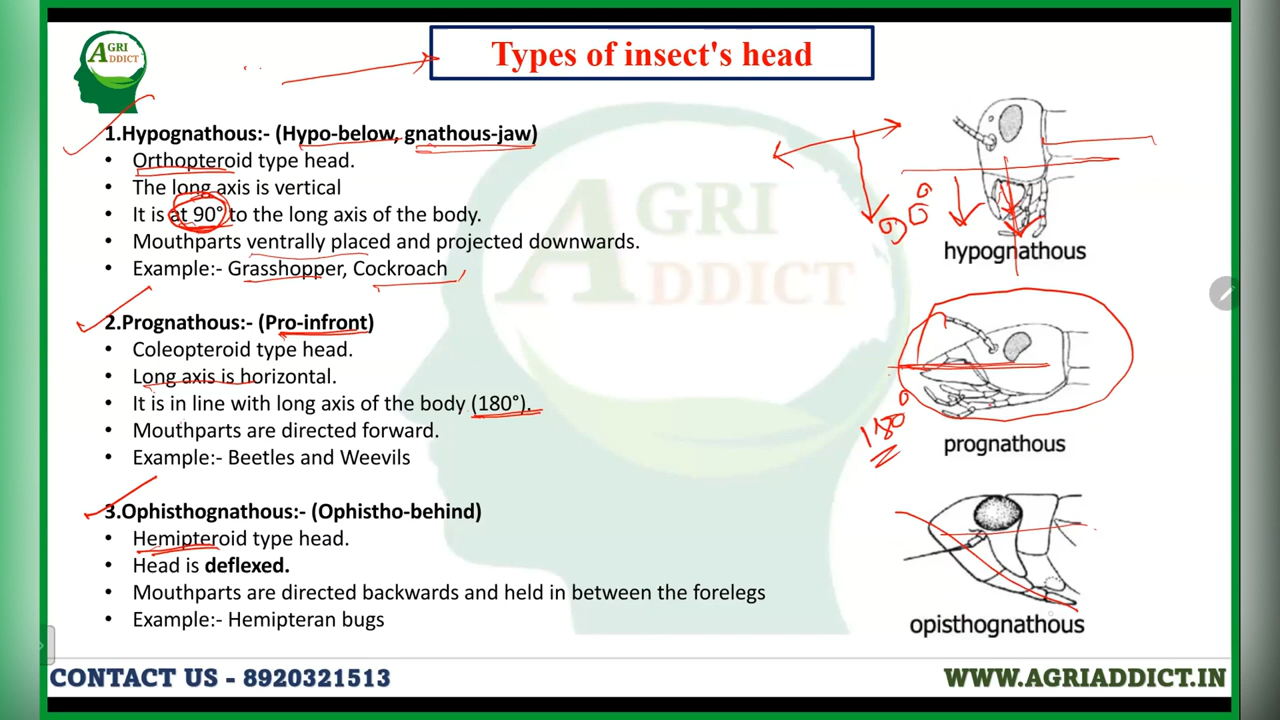 AGRI
ADDICT
Types of insect's head
1.Hypognathous:- (Hypo-below, gnathous-jaw)
• Orthopteroid type head.
• The long axis is vertical
• It is at 90° to the long axis of the body.
• Mouthparts ventrally placed and projected downwards.
• Example:- Grasshopper, Cockroach
90
hypognathous
2.Prognathous:- (Pro-infront)
• Coleopteroid type head.
• Long axis is horizontal.
• It is in line with long axis of the body (180°).
• Mouthparts are directed forward.
• Example:- Beetles and Weevils
180°
prognathous
3.Ophisthognathous:- (Ophistho-behind)
• Hemipteroid type head.
• Head is deflexed.
• Mouthparts are directed backwards and held in between the forelegs
• Example:- Hemipteran bugs
opisthognathous
AGRI
ADDICT
CONTACT US - 8920321513
WWW.AGRIADDICT.IN